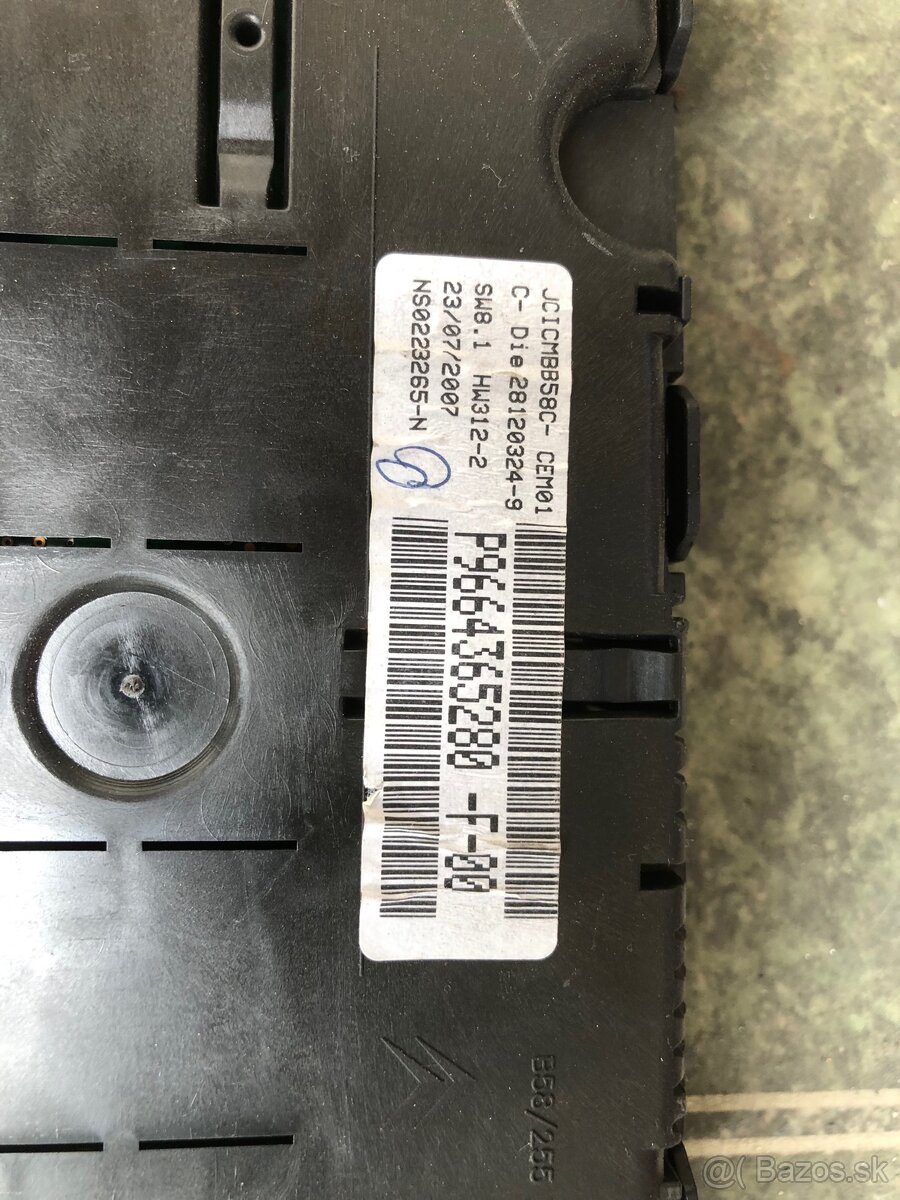 JCICMBB58C- CEM01
C- Die 28120324-9
SW8.1 HW312-2
23/07/2007
NS0223265-N
P9664365280 -F-00
B58/255
@( Bazos.sk